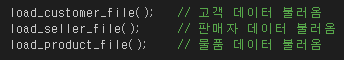 load_customer_file();   // 고객 데이터 불러옴
load_seller_file();     // 판매자 데이터 불러옴
load_product_file();    // 물품 데이터 불러옴